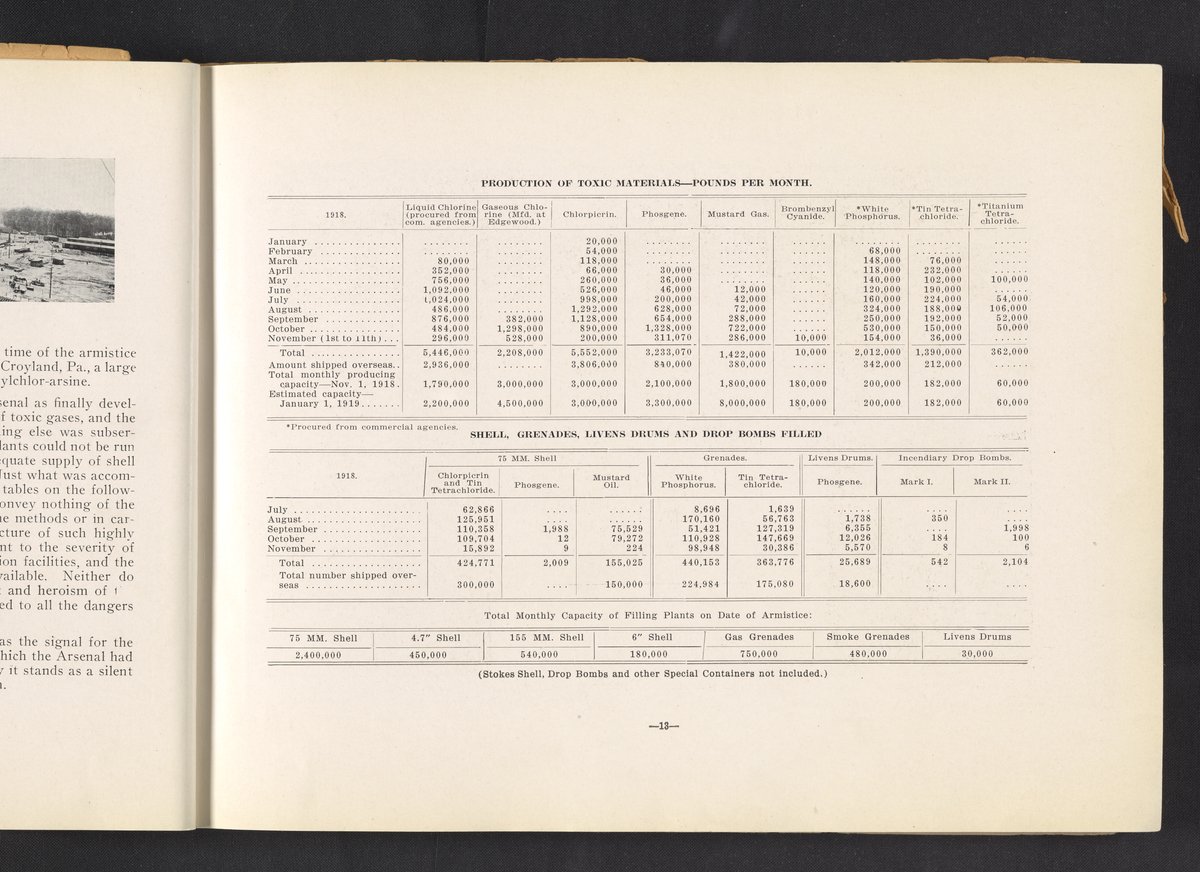 time of the armistice
Croyland, Pa., a large
ylchlor-arsine.
senal as finally devel-
f toxic gases, and the
ing else was subser-
lants could not be run
equate supply of shell
Just what was accom-
tables on the follow-
onvey nothing of the
ne methods or in car-
cture of such highly
nt to the severity of
ion facilities, and the
vailable. Neither do
and heroism of
ed to all the dangers
as the signal for the
hich the Arsenal had
y it stands as a silent
PRODUCTION OF TOXIC MATERIALS—POUNDS PER MONTH.
1918. Liquid Chlorine (procured from com. agencies.) Gaseous Chlo-rine (Mfd. at Edgewood.) Chlorpicrin. Phosgene. Mustard Gas. Brombenzyl Cyanide. *White Phosphorus. *Tin Tetra-chloride. *Titanium Tetra-chloride.
January ................ ........ ........ 20,000 ........ ........ ...... ........ ........ ......
February ............... ........ ........ 54,000 ........ ........ ...... 68,000 ........ ......
March .................. 80,000 ........ 118,000 ........ ........ ...... 148,000 76,000 ......
April .................. 352,000 ........ 66,000 30,000 ........ ...... 118,000 232,000 ......
May .................... 756,000 ........ 260,000 36,000 ........ ...... 140,000 102,000 100,000
June ................... 1,092,000 ........ 526,000 46,000 12,000 ...... 120,000 190,000 ......
July ................... 1,024,000 ........ 998,000 200,000 42,000 ...... 160,000 224,000 54,000
August ................. 486,000 ........ 1,292,000 628,000 72,000 ...... 324,000 188,000 106,000
September .............. 876,000 382,000 1,128,000 654,000 288,000 ...... 250,000 192,000 52,000
October ................ 484,000 1,298,000 890,000 1,328,000 722,000 ...... 530,000 150,000 50,000
November (1st to 11th)... 296,000 528,000 200,000 311,070 286,000 10,000 154,000 36,000 ......
Total ................ 5,446,000 2,208,000 5,552,000 3,233,070 1,422,000 10,000 2,012,000 1,390,000 362,000
Amount shipped overseas.. 2,936,000 ........ 3,806,000 840,000 380,000 ...... 342,000 212,000 ......
Total monthly producing
capacity—Nov. 1, 1918. 1,790,000 3,000,000 3,000,000 2,100,000 1,800,000 180,000 200,000 182,000 60,000
Estimated capacity—
January 1, 1919....... 2,200,000 4,500,000 3,000,000 3,300,000 8,000,000 180,000 200,000 182,000 60,000
*Procured from commercial agencies.
SHELL, GRENADES, LIVENS DRUMS AND DROP BOMBS FILLED
1918. 75 MM. Shell Grenades. Livens Drums. Incendiary Drop Bombs.
Chlorpicrin and Tin Tetrachloride. Phosgene. Mustard Oil. White Phosphorus. Tin Tetra-chloride. Phosgene. Mark I. Mark II.
July ....................... 62,866 .... ...... 8,696 1,639 ...... .... ....
August ..................... 125,951 .... ..... 170,160 56,763 1,738 350 ....
September .................. 110,358 1,988 75,529 51,421 127,319 6,355 .... 1,998
October .................... 109,704 12 79,272 110,928 147,669 12,026 184 100
November ................... 15,892 9 224 98,948 30,386 5,570 8 6
Total .................... 424,771 2,009 155,025 440,153 363,776 25,689 542 2,104
Total number shipped over-
seas ..................... 300,000 .... 150,000 224,984 175,080 18,600 .... ....
Total Monthly Capacity of Filling Plants on Date of Armistice:
75 MM. Shell 4.7″ Shell 155 MM. Shell 6″ Shell Gas Grenades Smoke Grenades Livens Drums
2,400,000 450,000 540,000 180,000 750,000 480,000 30,000
(Stokes Shell, Drop Bombs and other Special Containers not included.)
—13—